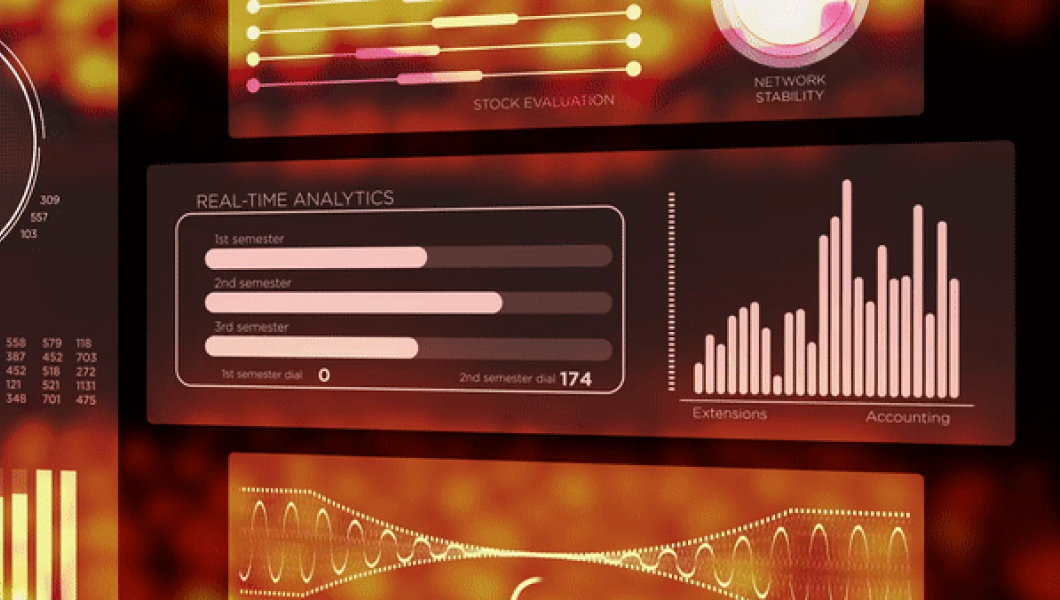 STOCK EVALUATION
NETWORK
STABILITY
309
557
103
REAL-TIME ANALYTICS
1st semester
2nd semester
3rd semester
1st semester dial 0
2nd semester dial 174
Extensions
Accounting
558 579 118
387 452 703
452 518 272
121 521 1131
348 701 475